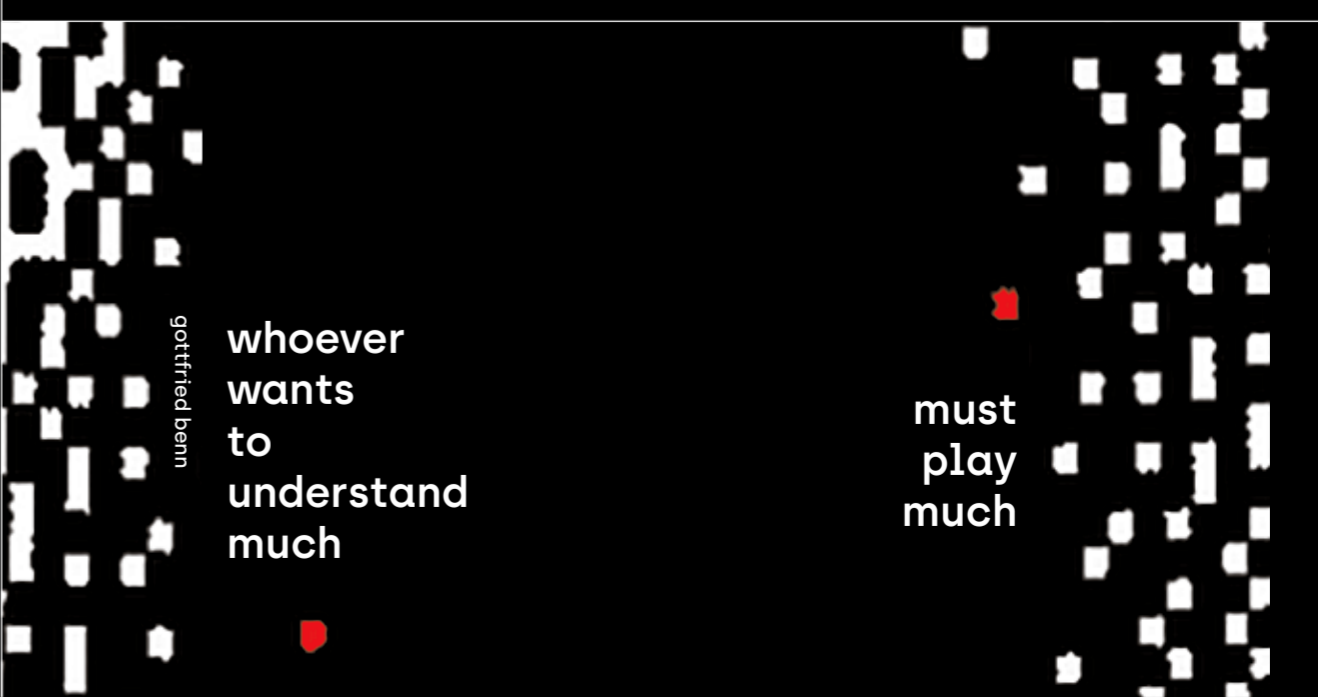 gottfried benn
whoever
wants
to
understand
much
must
play
much